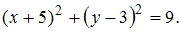 (x + 5)² + (y − 3)² = 9.